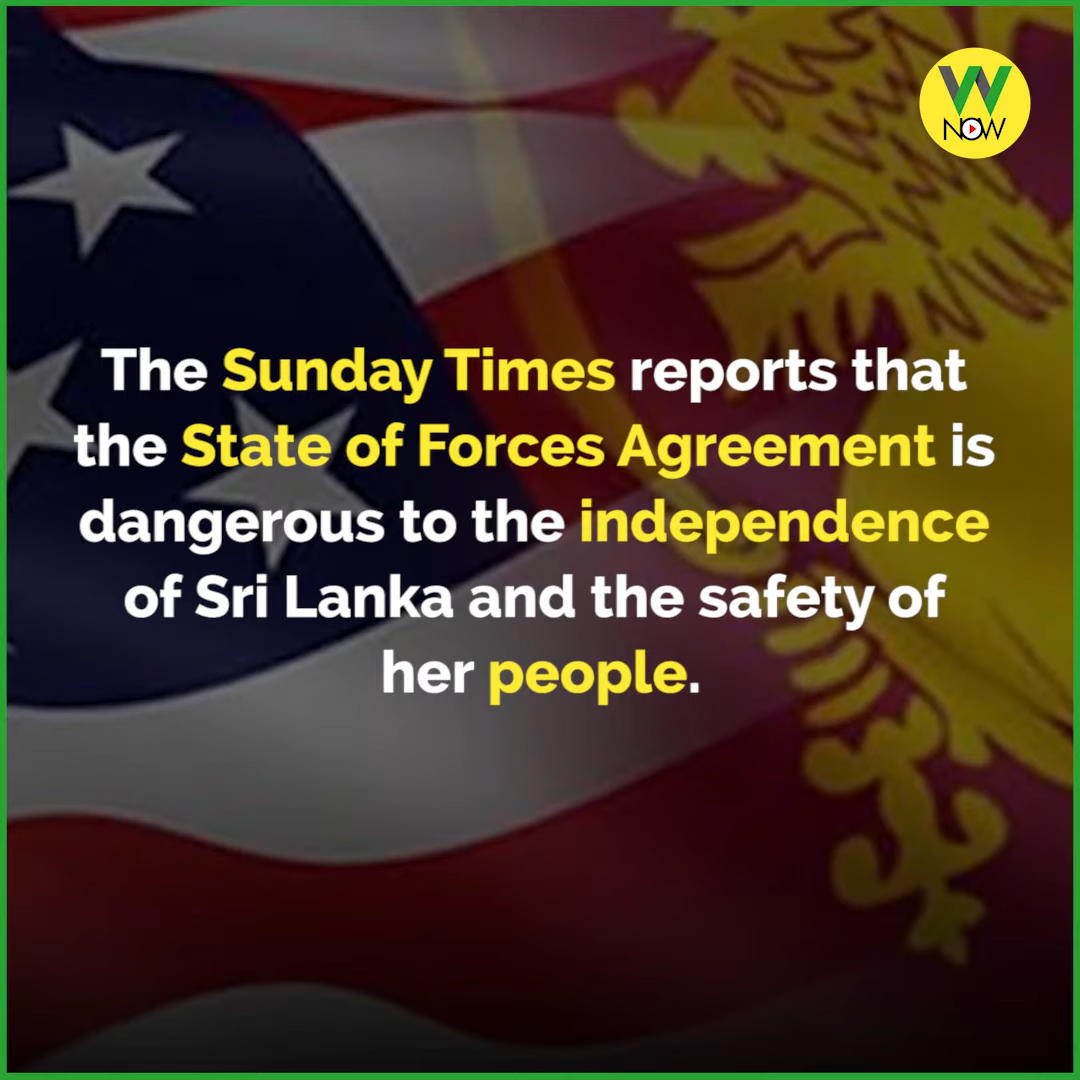 W
NOW
The Sunday Times reports that
the State of Forces Agreement is
dangerous to the independence
of Sri Lanka and the safety of
her people.